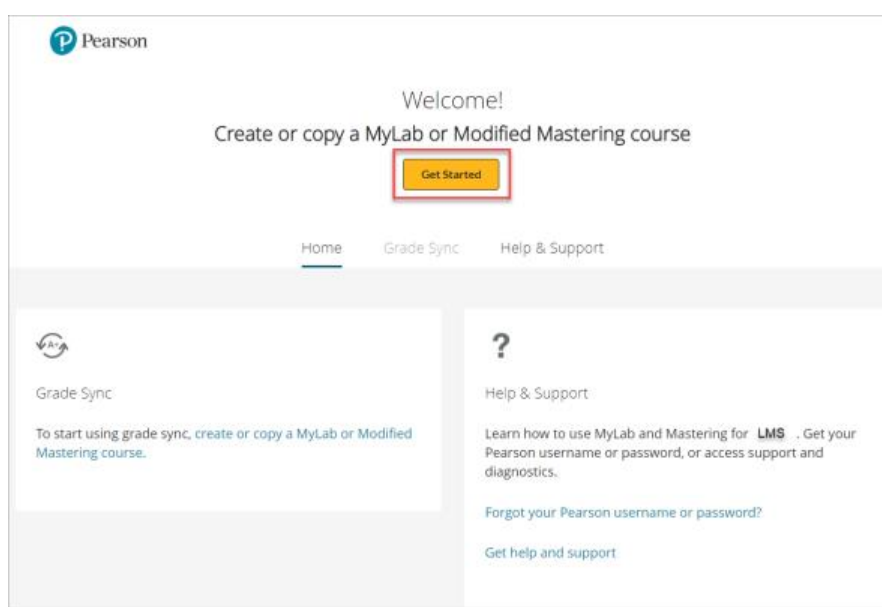 Pearson
Welcome!
Create or copy a MyLab or Modified Mastering course
Get Started
Home Grade Sync Help & Support
A+
Grade Sync
To start using grade sync, create or copy a MyLab or Modified
Mastering course.
?
Help & Support
Learn how to use MyLab and Mastering for LMS . Get your
Pearson username or password, or access support and
diagnostics.
Forgot your Pearson username or password?
Get help and support